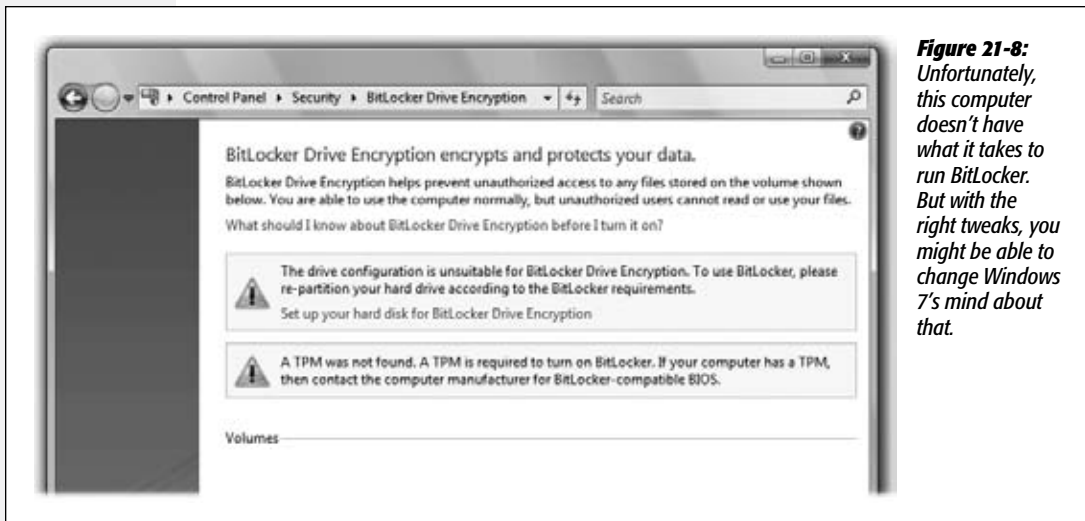 Control Panel ▸ Security ▸ BitLocker Drive Encryption
Search
BitLocker Drive Encryption encrypts and protects your data.
BitLocker Drive Encryption helps prevent unauthorized access to any files stored on the volume shown
below. You are able to use the computer normally, but unauthorized users cannot read or use your files.
What should I know about BitLocker Drive Encryption before I turn it on?
The drive configuration is unsuitable for BitLocker Drive Encryption. To use BitLocker, please
re-partition your hard drive according to the BitLocker requirements.
Set up your hard disk for BitLocker Drive Encryption
A TPM was not found. A TPM is required to turn on BitLocker. If your computer has a TPM,
then contact the computer manufacturer for BitLocker-compatible BIOS.
Volumes
Figure 21-8:
Unfortunately,
this computer
doesn't have
what it takes to
run BitLocker.
But with the
right tweaks, you
might be able to
change Windows
7's mind about
that.